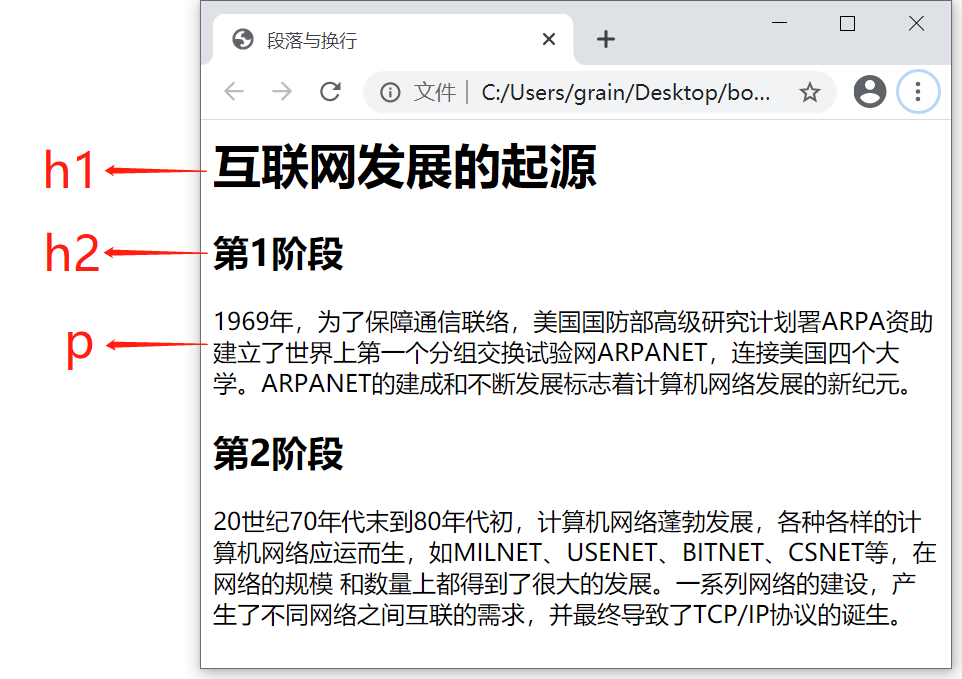 段落与换行
文件 | C:/Users/grain/Desktop/bo...
h1
互联网发展的起源
h2
第1阶段
p
1969年，为了保障通信联络，美国国防部高级研究计划署ARPA资助
建立了世界上第一个分组交换试验网ARPANET，连接美国四个大
学。ARPANET的建成和不断发展标志着计算机网络发展的新纪元。
第2阶段
20世纪70年代末到80年代初，计算机网络蓬勃发展，各种各样的计
算机网络应运而生，如MILNET、USENET、BITNET、CSNET等，在
网络的规模 和数量上都得到了很大的发展。一系列网络的建设，产
生了不同网络之间互联的需求，并最终导致了TCP/IP协议的诞生。